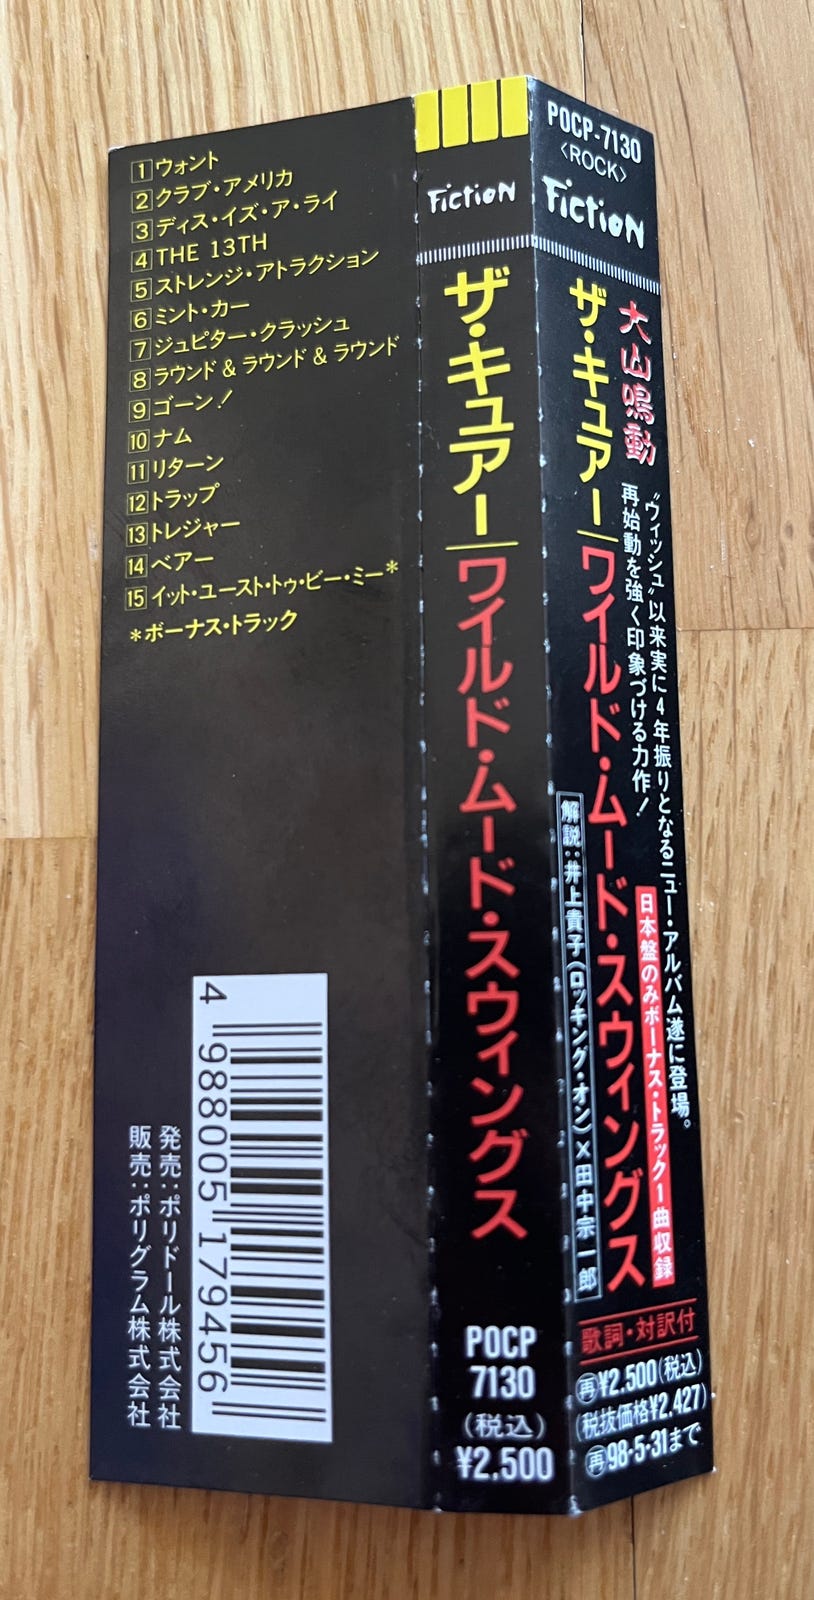 1 ウォント
2 クラブ・アメリカ
3 ディス・イズ・ア・ライ
4 THE 13TH
5 ストレンジ・アトラクション
6 ミント・カー
7 ジュピター・クラッシュ
8 ラウンド & ラウンド & ラウンド
9 ゴーン!
10 ナム
11 リターン
12 トラップ
13 トレジャー
14 ベアー
15 イット・ユースト・トゥ・ビー・ミー*
*ボーナス・トラック
4 988005 179456
発売:ポリドール株式会社
販売:ポリグラム株式会社
Fiction
ザ・キュアー|ワイルド・ムード・スウィングス
POCP
7130
(税込)
¥2.500
POCP-7130
〈ROCK〉
Fiction
大山鳴動
“ウィッシュ”以来実に4年振りとなるニュー・アルバム遂に登場。
再始動を強く印象づける力作!
日本盤のみボーナス・トラック1曲収録
ザ・キュアー|ワイルド・ムード・スウィングス
解説:井上貴子(ロッキング・オン)×田中宗一郎
歌詞・対訳付
再¥2.500(税込)
(税抜価格¥2.427)
再98・5・31まで